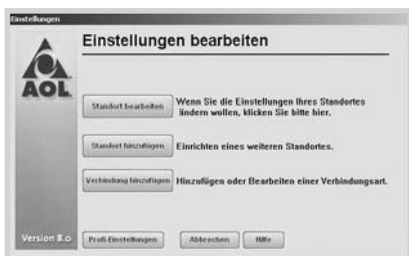 Einstellungen
Einstellungen bearbeiten
AOL
Standort bearbeiten
Wenn Sie die Einstellungen Ihres Standortes
ändern wollen, klicken Sie bitte hier.
Standort hinzufügen
Einrichten eines weiteren Standortes.
Verbindung hinzufügen
Hinzufügen oder Bearbeiten einer Verbindungsart.
Version 8.0
Profi-Einstellungen
Abbrechen
Hilfe